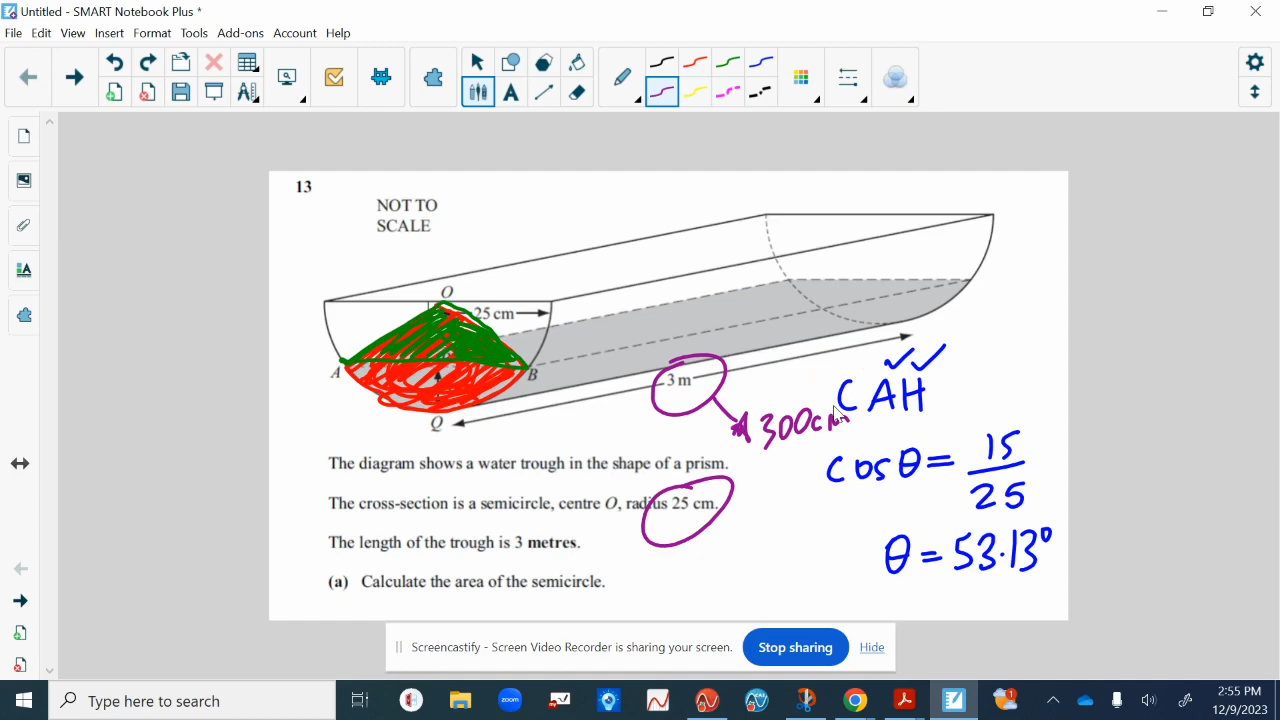 Untitled - SMART Notebook Plus *
File Edit View Insert Format Tools Add-ons Account Help
A
13
NOT TO
SCALE
O
25 cm
A
B
3 m
Q
CAH
300cm
cosθ = 15/25
θ = 53.13°
The diagram shows a water trough in the shape of a prism.
The cross-section is a semicircle, centre O, radius 25 cm.
The length of the trough is 3 metres.
(a) Calculate the area of the semicircle.
Screencastify - Screen Video Recorder is sharing your screen.
Stop sharing
Hide
Type here to search
zoom
1
2:55 PM
12/9/2023